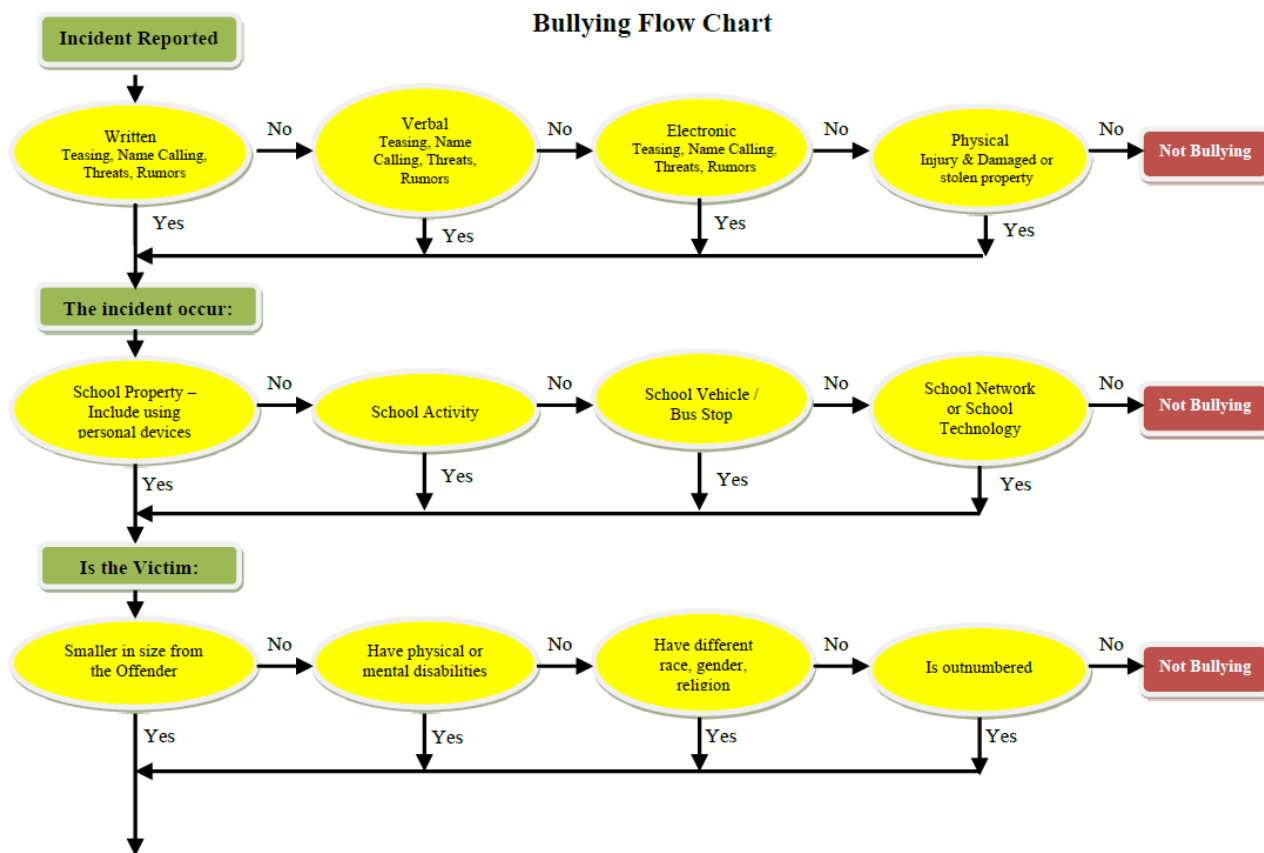 Bullying Flow Chart
Incident Reported
Written
Teasing, Name Calling,
Threats, Rumors
No
Verbal
Teasing, Name
Calling, Threats,
Rumors
No
Electronic
Teasing, Name Calling,
Threats, Rumors
No
Physical
Injury & Damaged or
stolen property
No
Not Bullying
Yes
Yes
Yes
Yes
The incident occur:
School Property –
Include using
personal devices
No
School Activity
No
School Vehicle /
Bus Stop
No
School Network
or School
Technology
No
Not Bullying
Yes
Yes
Yes
Yes
Is the Victim:
Smaller in size from
the Offender
No
Have physical or
mental disabilities
No
Have different
race, gender,
religion
No
Is outnumbered
No
Not Bullying
Yes
Yes
Yes
Yes